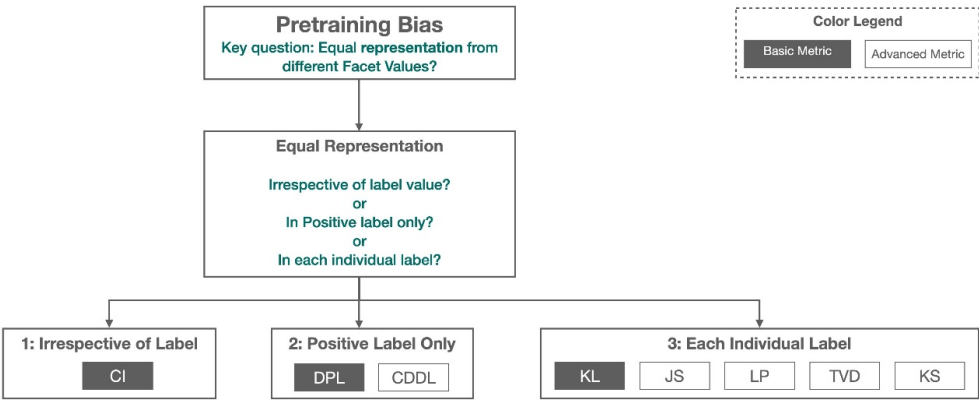 Pretraining Bias
Key question: Equal representation from
different Facet Values?
Color Legend
Basic Metric
Advanced Metric
Equal Representation
Irrespective of label value?
or
In Positive label only?
or
In each individual label?
1: Irrespective of Label
CI
2: Positive Label Only
DPL
CDDL
3: Each Individual Label
KL
JS
LP
TVD
KS